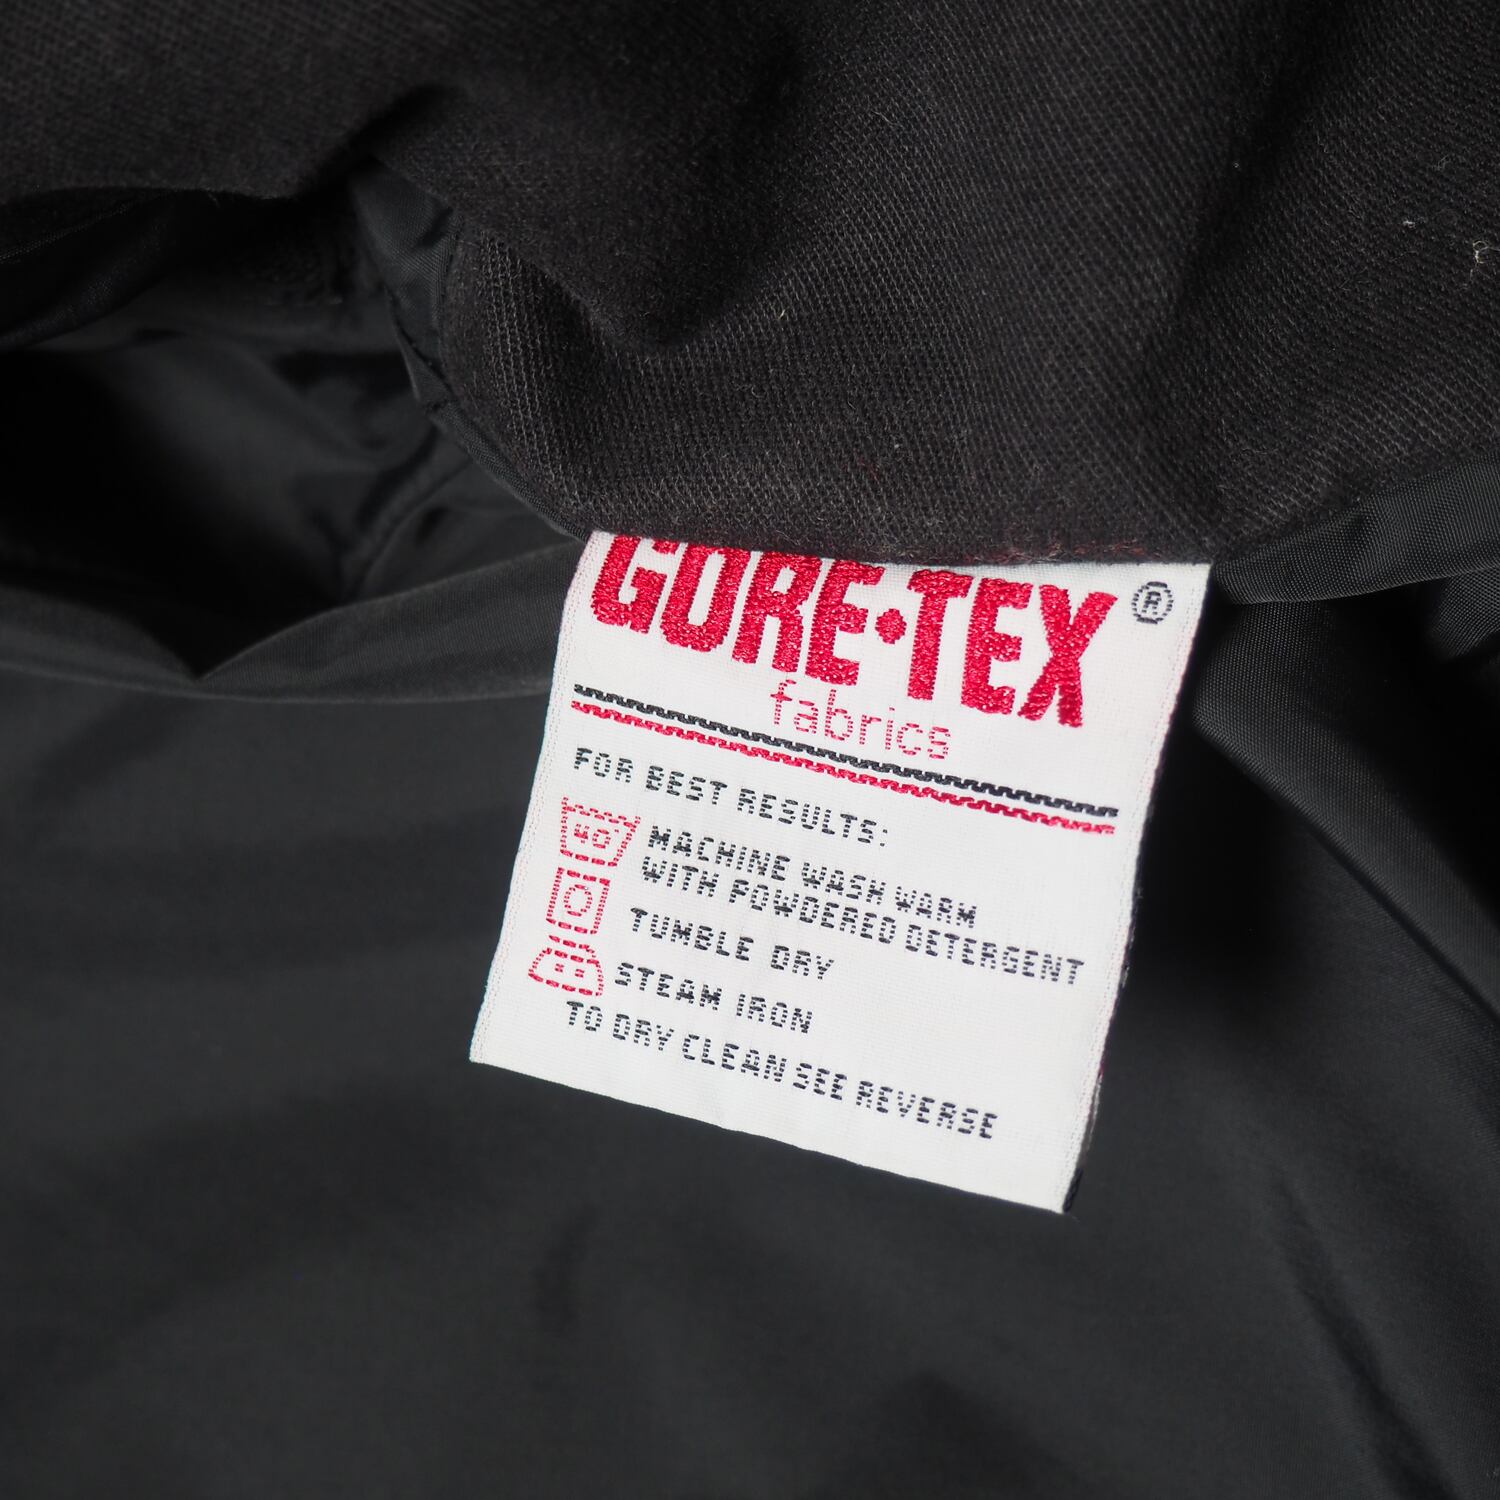 GORE·TEX®
fabrics
FOR BEST RESULTS:
40°
MACHINE WASH WARM
WITH POWDERED DETERGENT
TUMBLE DRY
STEAM IRON
TO DRY CLEAN SEE REVERSE